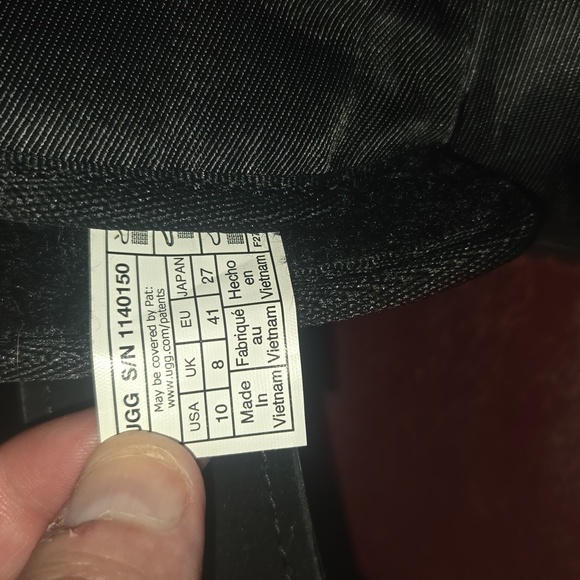 UGG S/N 1140150
May be covered by Pat:
www.ugg.com/patents
USA UK EU JAPAN
10 8 41 27
Made In Vietnam
Fabriqué au Vietnam
Hecho en Vietnam